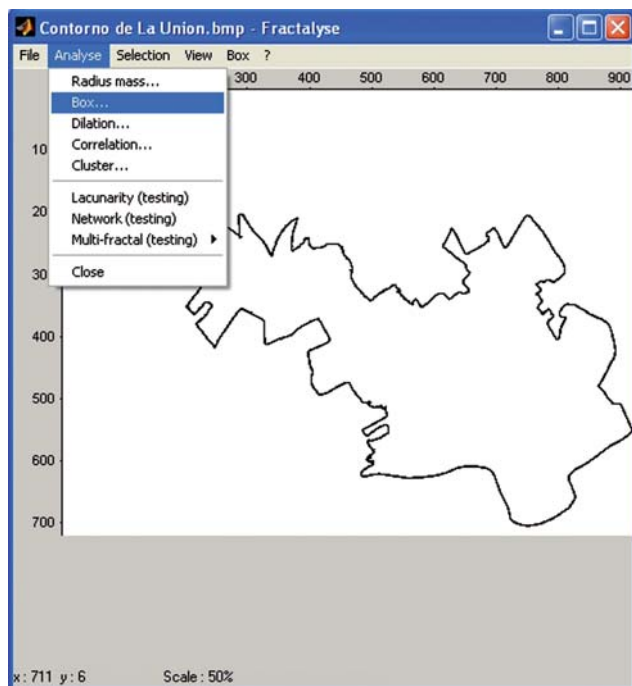 Contorno de La Union.bmp - Fractalyse
File Analyse Selection View Box ?
Radius mass...
Box...
Dilation...
Correlation...
Cluster...
Lacunarity (testing)
Network (testing)
Multi-fractal (testing)
Close
300 400 500 600 700 800 900
10
20
30
400
500
600
700
x: 711 y: 6 Scale: 50%